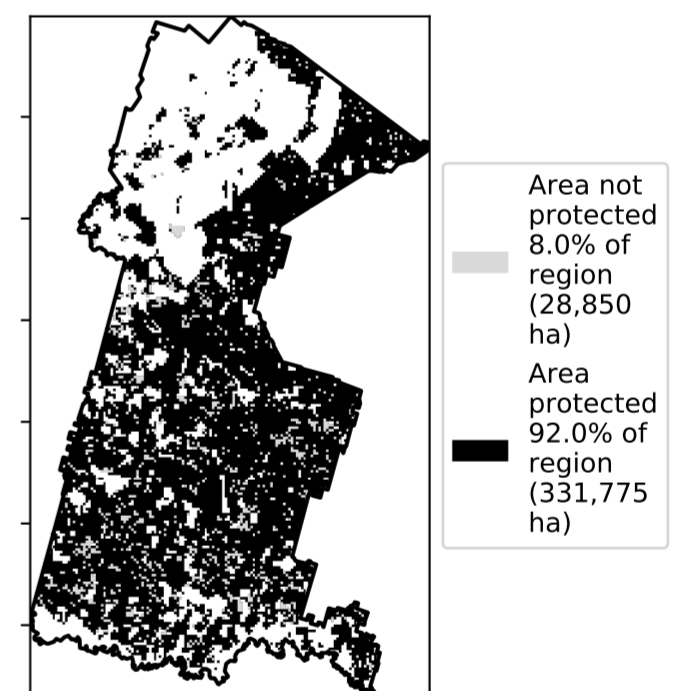 Area not
protected
8.0% of
region
(28,850
ha)
Area
protected
92.0% of
region
(331,775
ha)